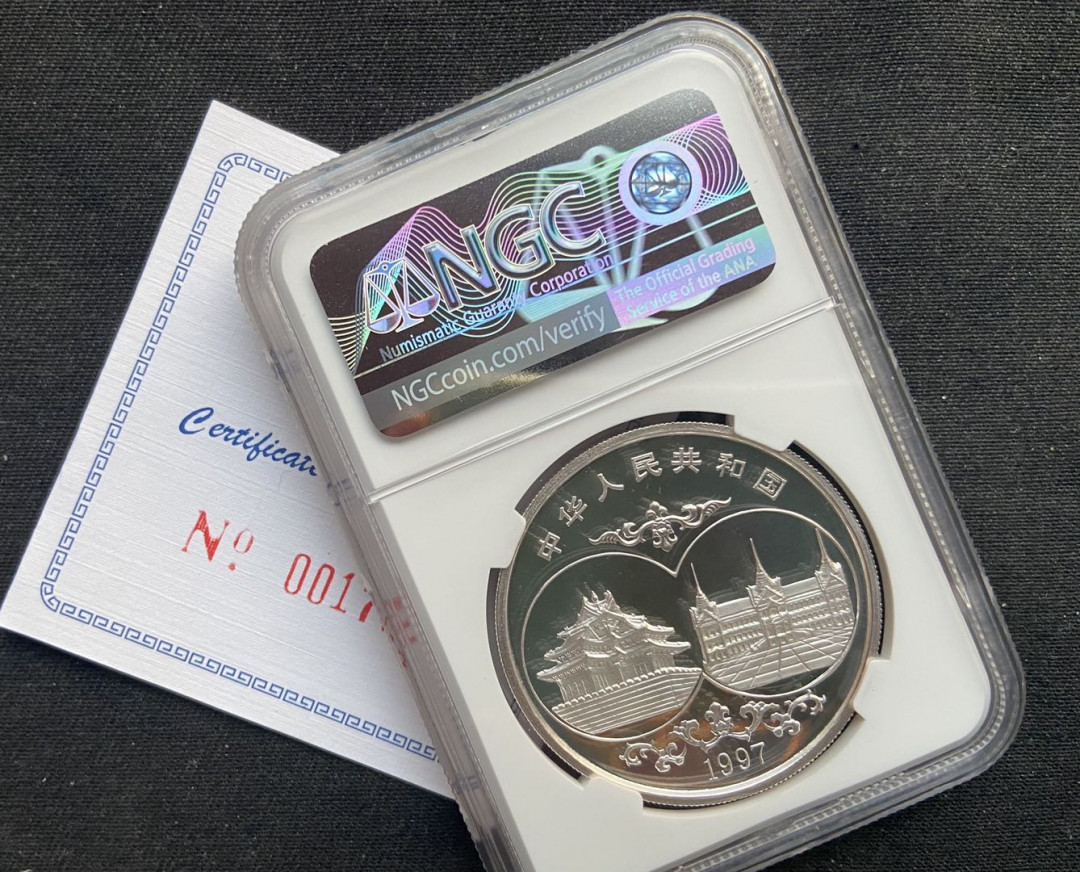 NGC
Numismatic Guaranty Corporation
The Official Grading
Service of the ANA
NGCcoin.com/verify
Certificate
No. 001
中华人民共和国
1997